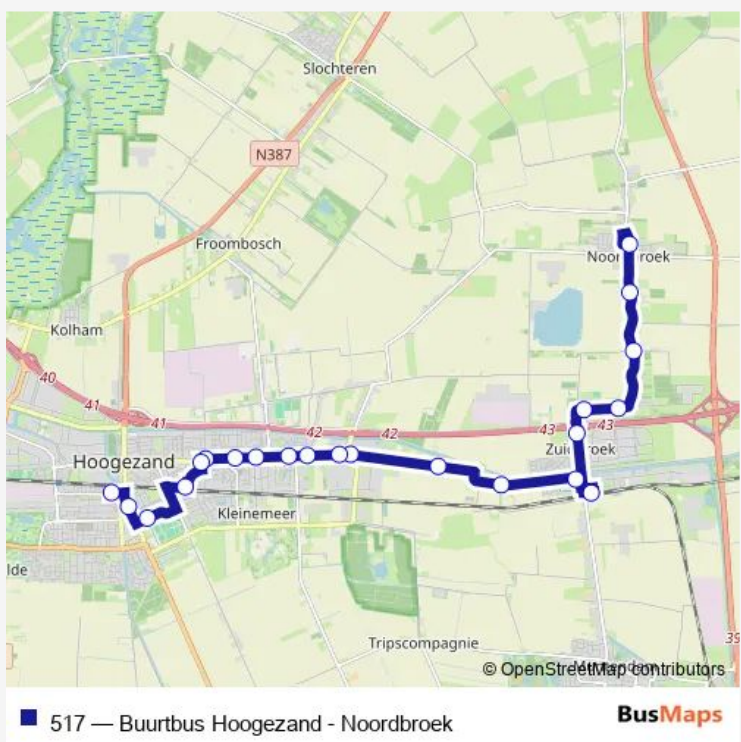 Slochteren
N387
Froombosch
Noordbroek
Kolham
40
41
41
42
42
43
43
Zuidbroek
Hoogezand
Kleinemeer
lde
39
Tripscompagnie
© OpenStreetMap contributors
517 — Buurtbus Hoogezand - Noordbroek
BusMaps